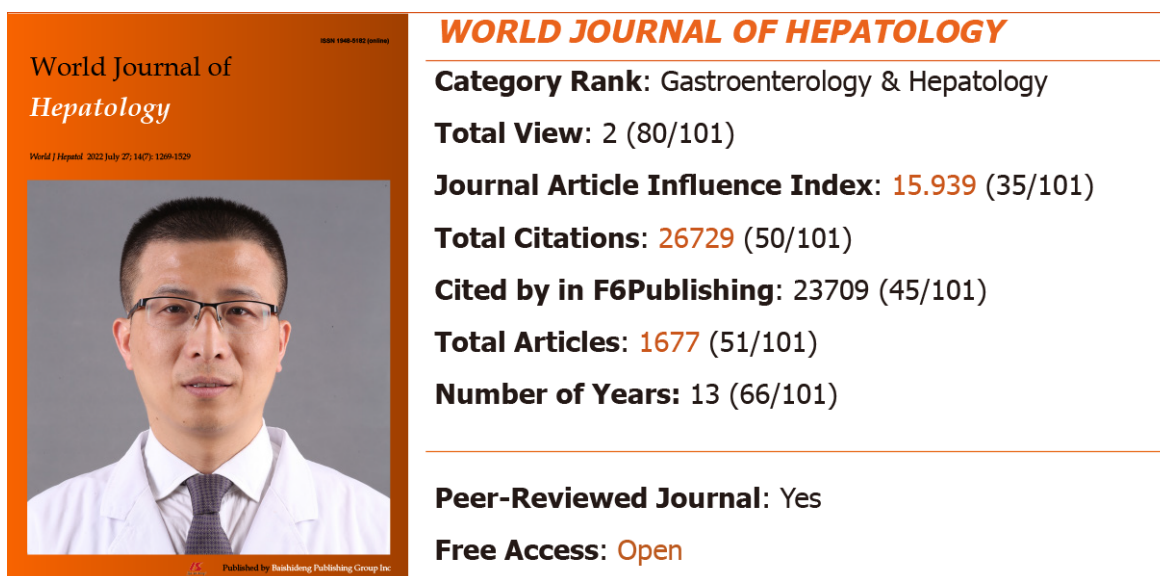 ISSN 1948-5182 (online)
World Journal of
Hepatology
World J Hepatol 2022 July 27; 14(7): 1269-1529
Published by Baishideng Publishing Group Inc
WORLD JOURNAL OF HEPATOLOGY
Category Rank: Gastroenterology & Hepatology
Total View: 2 (80/101)
Journal Article Influence Index: 15.939 (35/101)
Total Citations: 26729 (50/101)
Cited by in F6Publishing: 23709 (45/101)
Total Articles: 1677 (51/101)
Number of Years: 13 (66/101)
Peer-Reviewed Journal: Yes
Free Access: Open